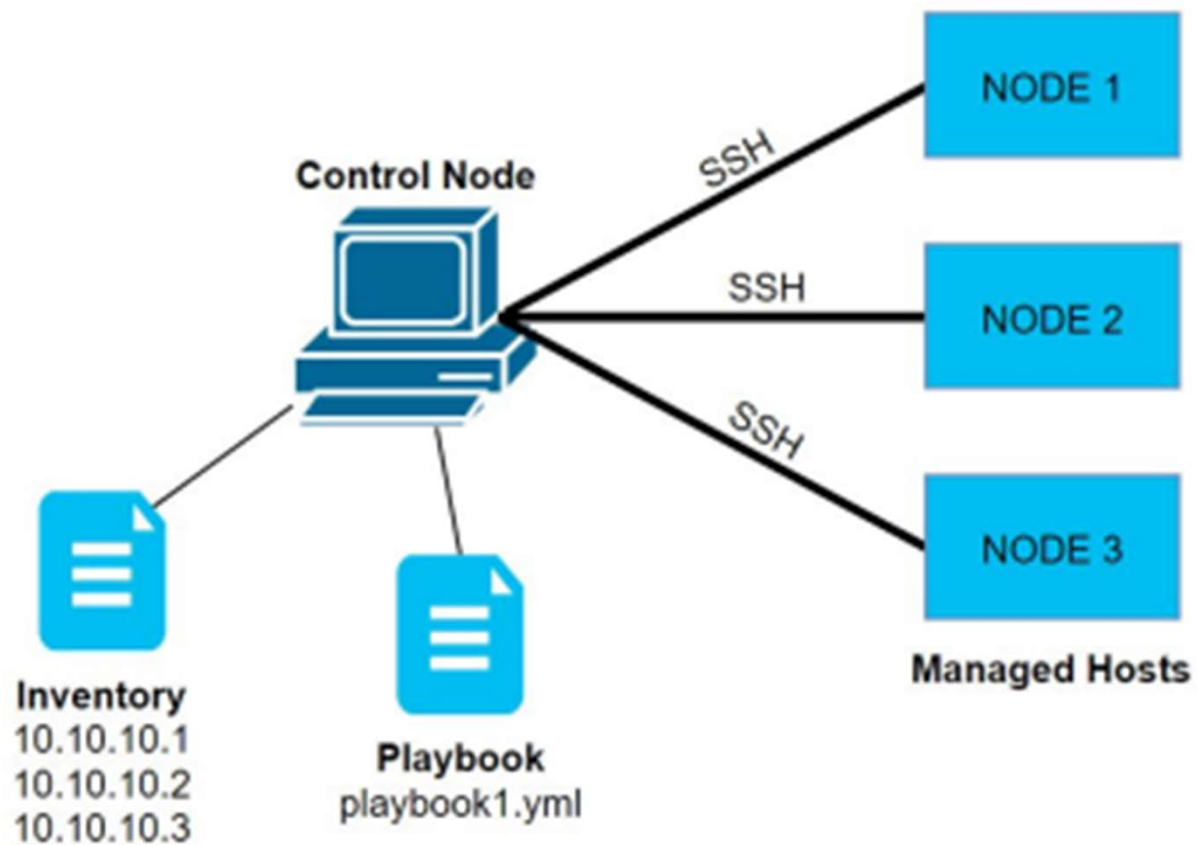 Control Node
SSH
NODE 1
SSH
NODE 2
SSH
NODE 3
Managed Hosts
Inventory
10.10.10.1
10.10.10.2
10.10.10.3
Playbook
playbook1.yml